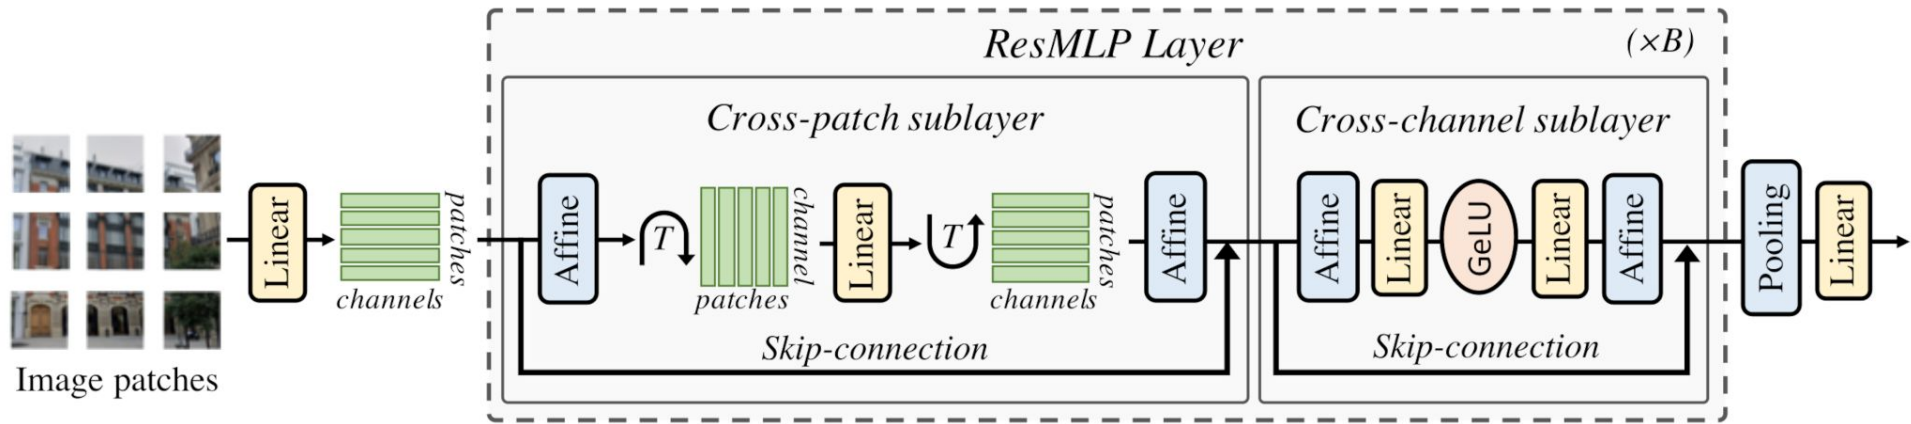 ResMLP Layer
(×B)
Cross-patch sublayer
Cross-channel sublayer
Image patches
Linear
patches
channels
Affine
T
channel
patches
Linear
T
patches
channels
Affine
Skip-connection
Affine
Linear
GeLU
Linear
Affine
Skip-connection
Pooling
Linear